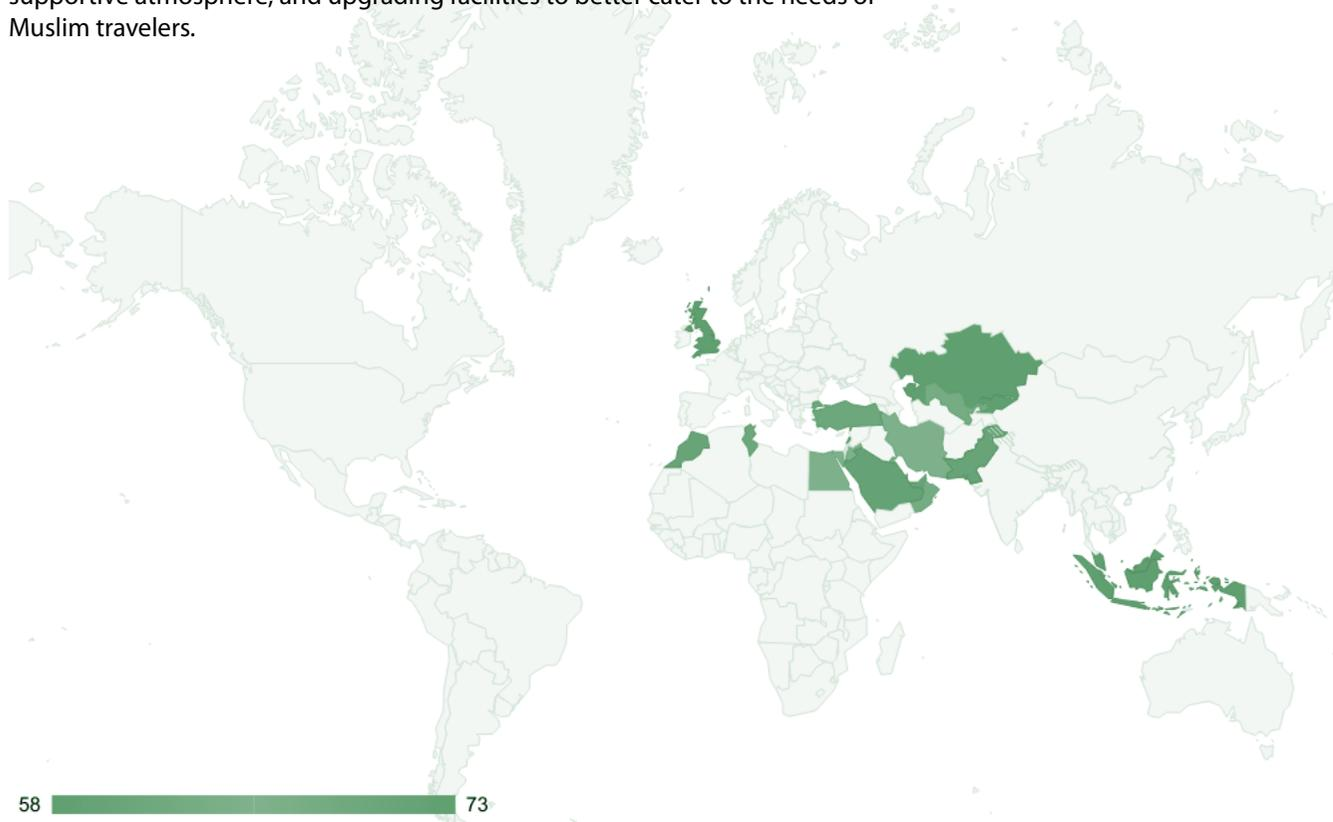 supportive atmosphere, and upgrading facilities to better cater to the needs of
Muslim travelers.
58 73